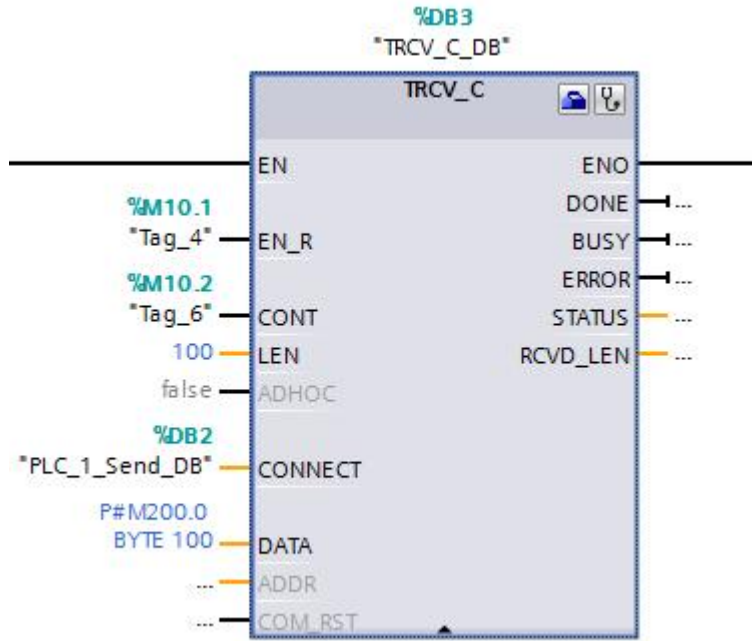 %DB3
"TRCV_C_DB"
TRCV_C
EN ENO
DONE ...
%M10.1
"Tag_4" EN_R BUSY ...
ERROR ...
%M10.2
"Tag_6" CONT STATUS ...
100 LEN RCVD_LEN ...
false ADHOC
%DB2
"PLC_1_Send_DB" CONNECT
P#M200.0
BYTE 100 DATA
... ADDR
... COM_RST